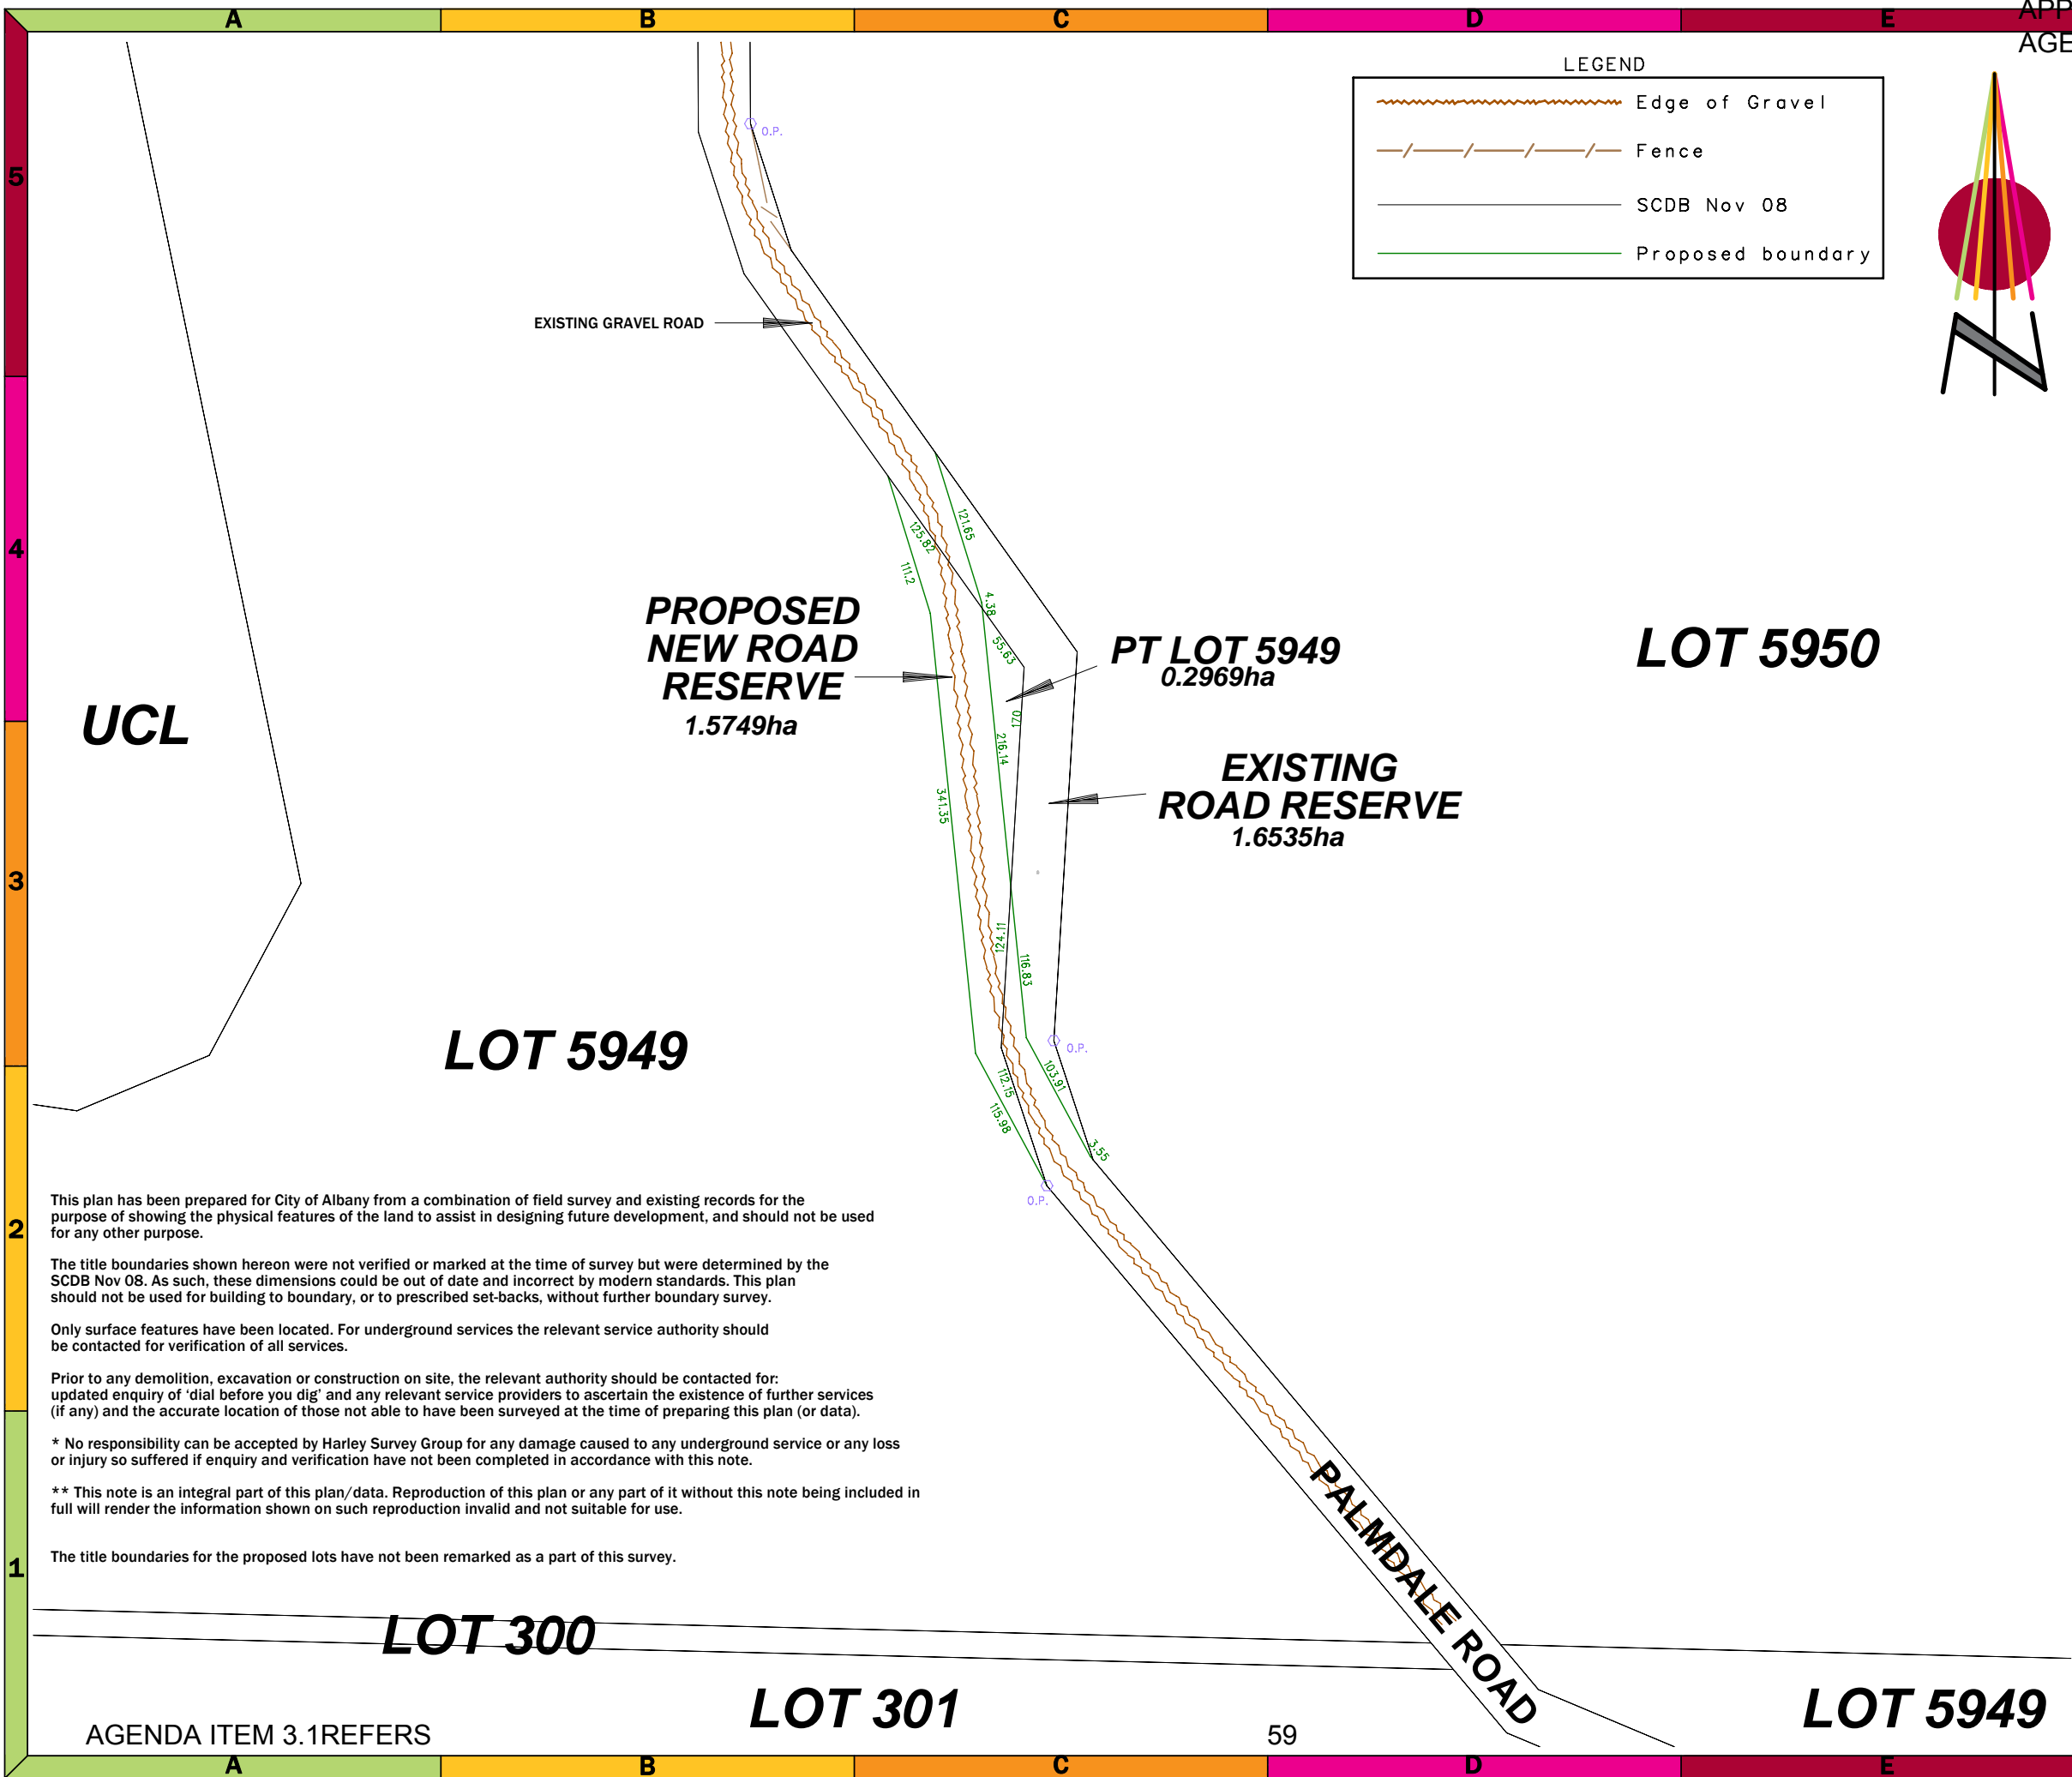 A
B
C
D
E
APP
AGE
LEGEND
Edge of Gravel
Fence
SCDB Nov 08
Proposed boundary
5
4
3
2
1
O.P.
EXISTING GRAVEL ROAD
121.65
125.82
111.2
4.38
55.63
PROPOSED
NEW ROAD
RESERVE
1.5749ha
PT LOT 5949
0.2969ha
LOT 5950
UCL
170
216.14
341.35
EXISTING
ROAD RESERVE
1.6535ha
124.11
116.83
LOT 5949
O.P.
103.91
112.15
115.98
3.55
O.P.
This plan has been prepared for City of Albany from a combination of field survey and existing records for the
purpose of showing the physical features of the land to assist in designing future development, and should not be used
for any other purpose.
The title boundaries shown hereon were not verified or marked at the time of survey but were determined by the
SCDB Nov 08. As such, these dimensions could be out of date and incorrect by modern standards. This plan
should not be used for building to boundary, or to prescribed set-backs, without further boundary survey.
Only surface features have been located. For underground services the relevant service authority should
be contacted for verification of all services.
Prior to any demolition, excavation or construction on site, the relevant authority should be contacted for:
updated enquiry of ‘dial before you dig’ and any relevant service providers to ascertain the existence of further services
(if any) and the accurate location of those not able to have been surveyed at the time of preparing this plan (or data).
* No responsibility can be accepted by Harley Survey Group for any damage caused to any underground service or any loss
or injury so suffered if enquiry and verification have not been completed in accordance with this note.
** This note is an integral part of this plan/data. Reproduction of this plan or any part of it without this note being included in
full will render the information shown on such reproduction invalid and not suitable for use.
The title boundaries for the proposed lots have not been remarked as a part of this survey.
PALMDALE ROAD
LOT 300
LOT 301
LOT 5949
AGENDA ITEM 3.1REFERS
59
A
B
C
D
E